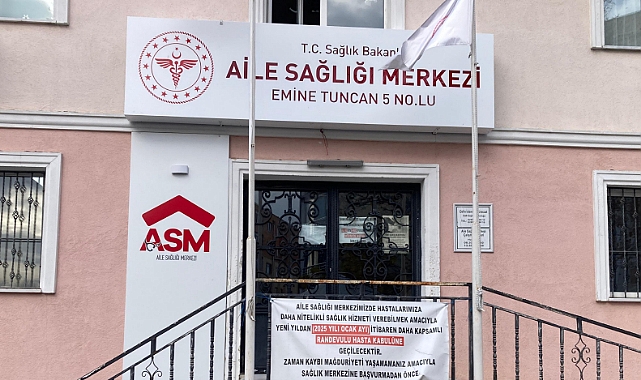 T.C. Sağlık
AİLE SAĞLIĞI MERKEZİ
EMİNE TUNCAN 5 NO.LU
ASM
AİLE SAĞLIĞI MERKEZİ
AİLE SAĞLIĞI MERKEZİMİZDE HASTALARIMIZA
DAHA NİTELİKLİ SAĞLIK HİZMETİ VEREBİLMEK AMACIYLA
YENİ YILDAN (2025 YILI OCAK AYI) İTİBAREN DAHA KAPSAMLI
RANDEVULU HASTA KABULÜNE
GEÇİLECEKTİR.
ZAMAN KAYBI MAĞDURİYETİ YAŞAMAMANIZ AMACIYLA
SAĞLIK MERKEZİNE BAŞVURMADAN ÖNCE